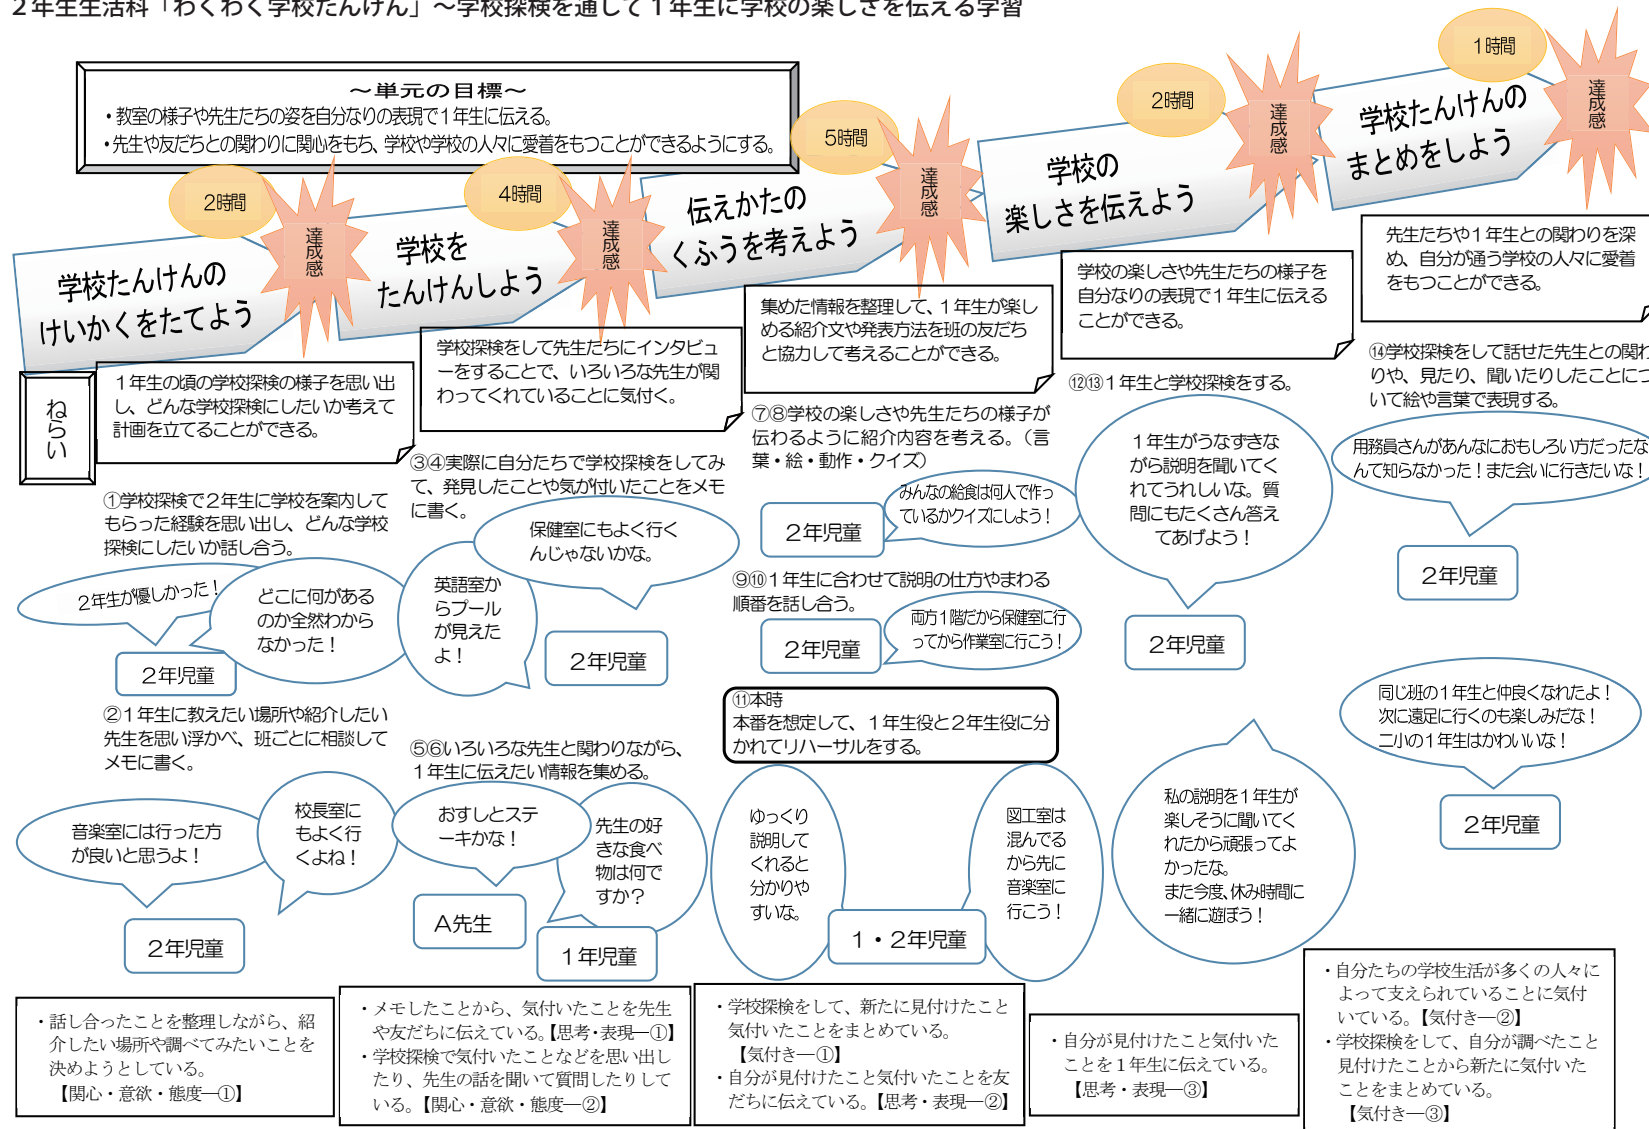 ２年生生活科「わくわく学校たんけん」～学校探検を通して１年生に学校の楽しさを伝える学習
～単元の目標～
・教室の様子や先生たちの姿を自分なりの表現で１年生に伝える。
・先生や友だちとの関わりに関心をもち、学校や学校の人々に愛着をもつことができるようにする。
2時間
達成感
学校たんけんの
けいかくをたてよう
4時間
達成感
学校を
たんけんしよう
5時間
達成感
伝えかたの
くふうを考えよう
2時間
達成感
学校の
楽しさを伝えよう
1時間
達成感
学校たんけんの
まとめをしよう
ねらい
１年生の頃の学校探検の様子を思い出
し、どんな学校探検にしたいか考えて
計画を立てることができる。
①学校探検で２年生に学校を案内して
もらった経験を思い出し、どんな学校
探検にしたいか話し合う。
２年生が優しかった！
どこに何がある
のか全然わから
なかった！
２年児童
②１年生に教えたい場所や紹介したい
先生を思い浮かべ、班ごとに相談して
メモに書く。
音楽室には行った方
が良いと思うよ！
校長室に
もよく行
くよね！
２年児童
・話し合ったことを整理しながら、紹
介したい場所や調べてみたいことを
決めようとしている。
【関心・意欲・態度―①】
学校探検をして先生たちにインタビュ
ーをすることで、いろいろな先生が関
わってくれていることに気付く。
③④実際に自分たちで学校探検をしてみ
て、発見したことや気が付いたことをメモ
に書く。
保健室にもよく行く
んじゃないかな。
英語室か
らプール
が見えた
よ！
２年児童
⑤⑥いろいろな先生と関わりながら、
１年生に伝えたい情報を集める。
おすしとステ
ーキかな！
先生の好
きな食べ
物は何で
すか？
A先生
１年児童
・メモしたことから、気付いたことを先生
や友だちに伝えている。【思考・表現―①】
・学校探検で気付いたことなどを思い出し
たり、先生の話を聞いて質問したりして
いる。【関心・意欲・態度―②】
集めた情報を整理して、１年生が楽し
める紹介文や発表方法を班の友だち
と協力して考えることができる。
⑦⑧学校の楽しさや先生たちの様子が
伝わるように紹介内容を考える。（言
葉・絵・動作・クイズ）
みんなの給食は何人で作っ
ているかクイズにしよう！
２年児童
⑨⑩１年生に合わせて説明の仕方やまわる
順番を話し合う。
両方１階だから保健室に行
ってから作業室に行こう！
２年児童
⑪本時
本番を想定して、１年生役と２年生役に分
かれてリハーサルをする。
ゆっくり
説明して
くれると
分かりや
すいな。
図工室は
混んでる
から先に
音楽室に
行こう！
１・２年児童
・学校探検をして、新たに見付けたこと
気付いたことをまとめている。
【気付き―①】
・自分が見付けたこと気付いたことを友
だちに伝えている。【思考・表現―②】
学校の楽しさや先生たちの様子を
自分なりの表現で１年生に伝える
ことができる。
⑫⑬１年生と学校探検をする。
１年生がうなずきな
がら説明を聞いてく
れてうれしいな。質
問にもたくさん答え
てあげよう！
２年児童
私の説明を１年生が
楽しそうに聞いてく
れたから頑張ってよ
かったな。
また今度、休み時間に
一緒に遊ぼう！
・自分が見付けたこと気付いた
ことを１年生に伝えている。
【思考・表現―③】
先生たちや１年生との関わりを深
め、自分が通う学校の人々に愛着
をもつことができる。
⑭学校探検をして話せた先生との関わ
りや、見たり、聞いたりしたことにつ
いて絵や言葉で表現する。
用務員さんがあんなにおもしろい方だったな
んて知らなかった！また会いに行きたいな！
２年児童
同じ班の１年生と仲良くなれたよ！
次に遠足に行くのも楽しみだな！
二小の１年生はかわいいな！
２年児童
・自分たちの学校生活が多くの人々に
よって支えられていることに気付
いている。【気付き―②】
・学校探検をして、自分が調べたこと
見付けたことから新たに気付いた
ことをまとめている。
【気付き―③】